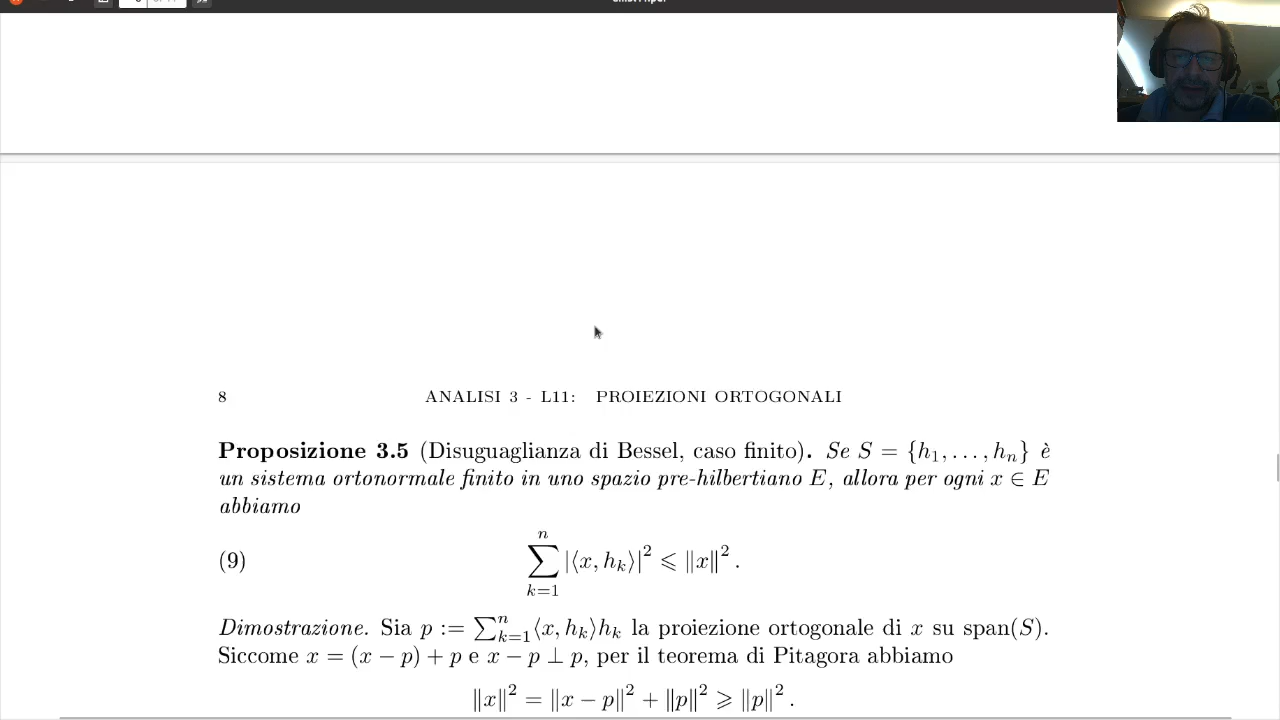 8 ANALISI 3 - L11: PROIEZIONI ORTOGONALI
Proposizione 3.5 (Disuguaglianza di Bessel, caso finito). Se S = {h₁, . . . , hₙ} è
un sistema ortonormale finito in uno spazio pre-hilbertiano E, allora per ogni x ∈ E
abbiamo
(9) ∑_{k=1}^{n} |⟨x, h_k⟩|² ⩽ ‖x‖² .
Dimostrazione. Sia p := ∑_{k=1}^{n} ⟨x, h_k⟩h_k la proiezione ortogonale di x su span(S).
Siccome x = (x − p) + p e x − p ⊥ p, per il teorema di Pitagora abbiamo
‖x‖² = ‖x − p‖² + ‖p‖² ⩾ ‖p‖² .